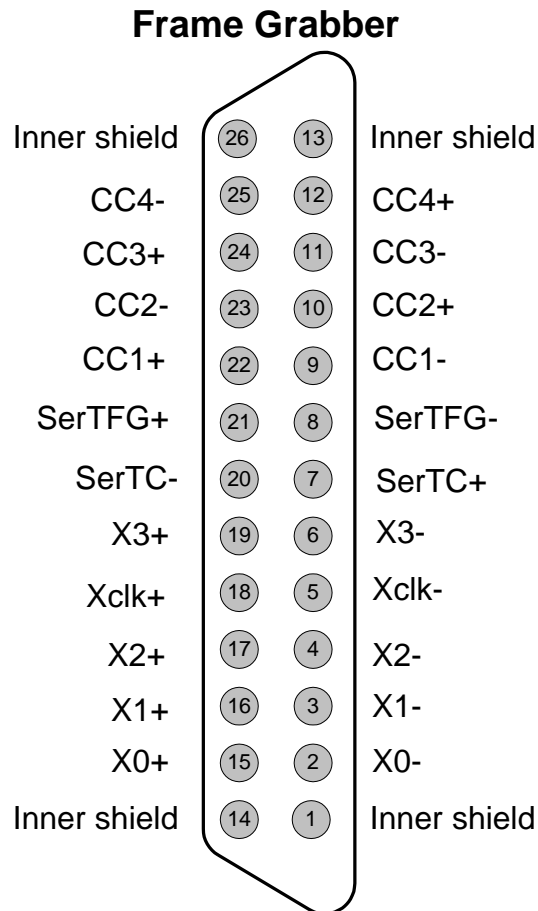 Frame Grabber
Inner shield 26 13 Inner shield
CC4- 25 12 CC4+
CC3+ 24 11 CC3-
CC2- 23 10 CC2+
CC1+ 22 9 CC1-
SerTFG+ 21 8 SerTFG-
SerTC- 20 7 SerTC+
X3+ 19 6 X3-
Xclk+ 18 5 Xclk-
X2+ 17 4 X2-
X1+ 16 3 X1-
X0+ 15 2 X0-
Inner shield 14 1 Inner shield